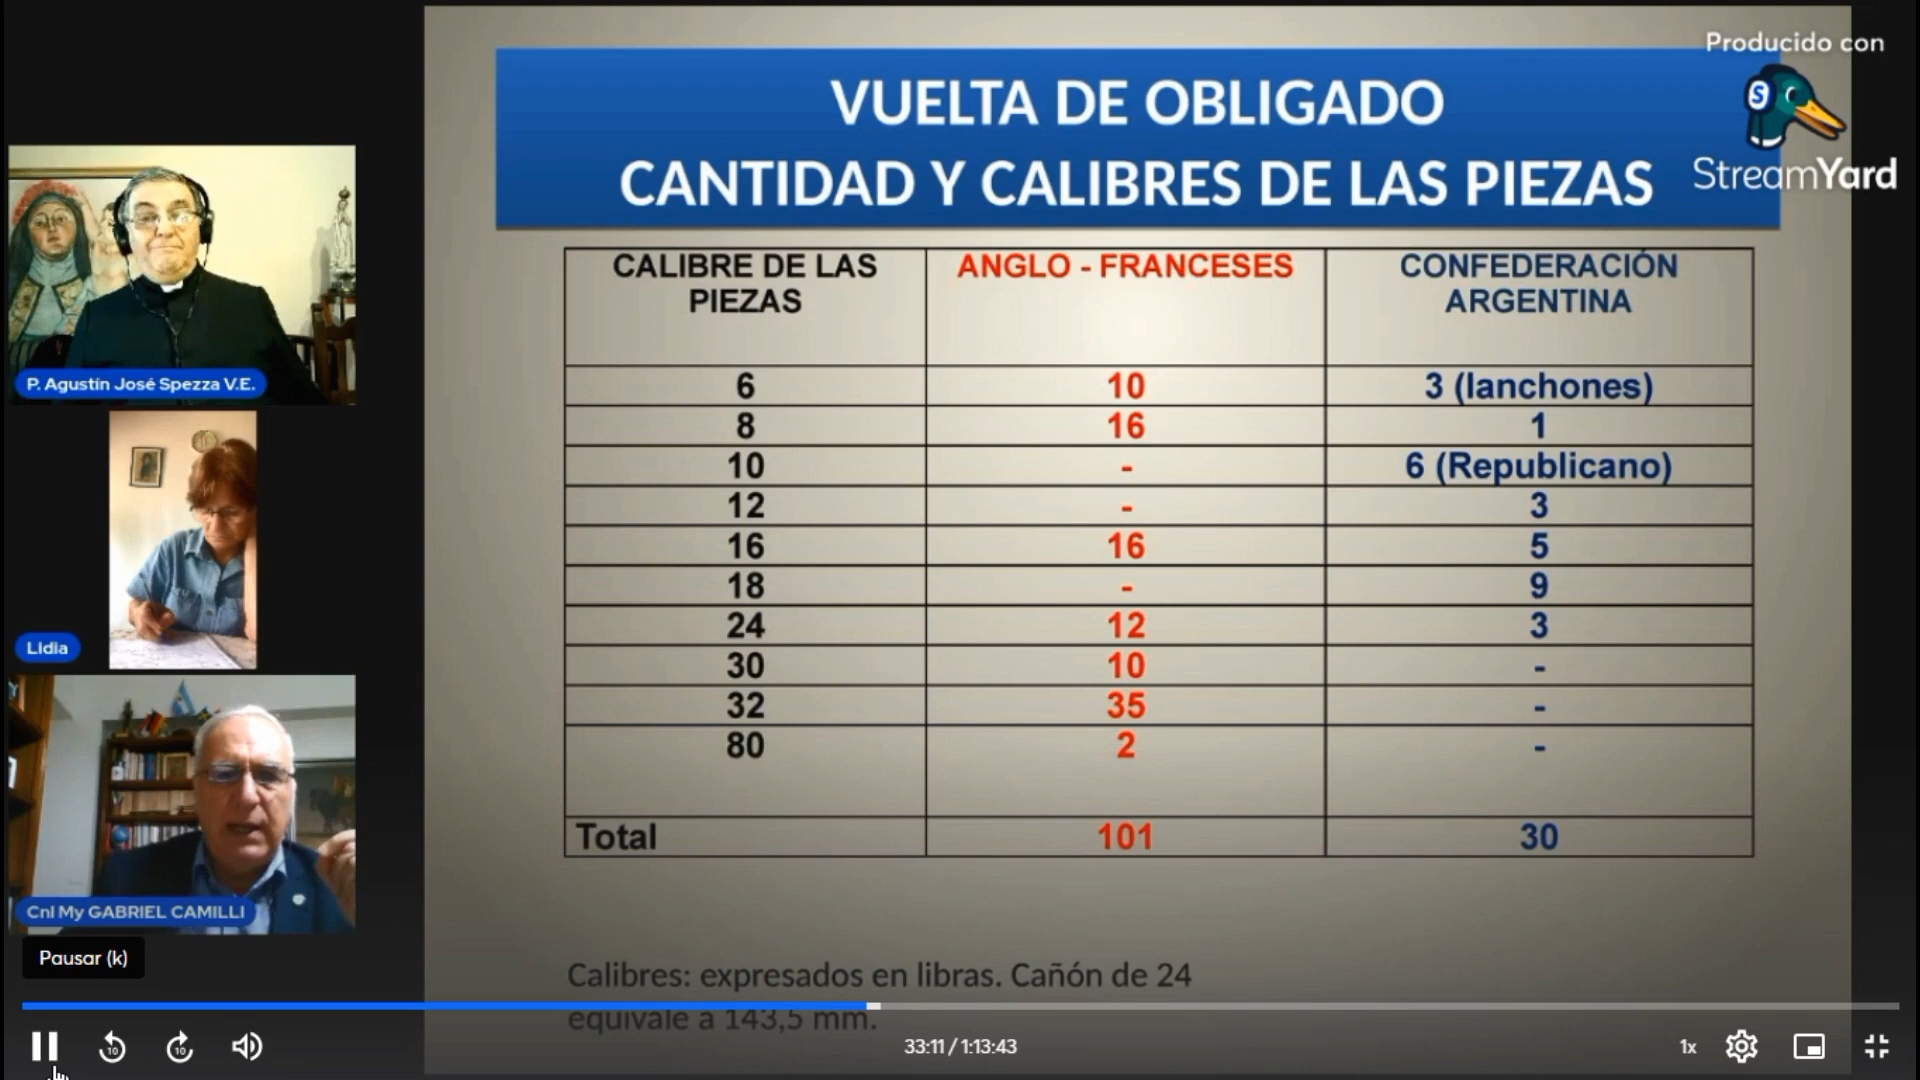 Producido con
StreamYard
VUELTA DE OBLIGADO
CANTIDAD Y CALIBRES DE LAS PIEZAS
CALIBRE DE LAS PIEZAS ANGLO - FRANCESES CONFEDERACIÓN ARGENTINA
6 10 3 (lanchones)
8 16 1
10 - 6 (Republicano)
12 - 3
16 16 5
18 - 9
24 12 3
30 10 -
32 35 -
80 2 -
Total 101 30
Calibres: expresados en libras. Cañón de 24
equivale a 143,5 mm.
P. Agustín José Spezza V.E.
Lidia
Cnl My GABRIEL CAMILLI
Pausar (k)
10 10 33:11 / 1:13:43 1x